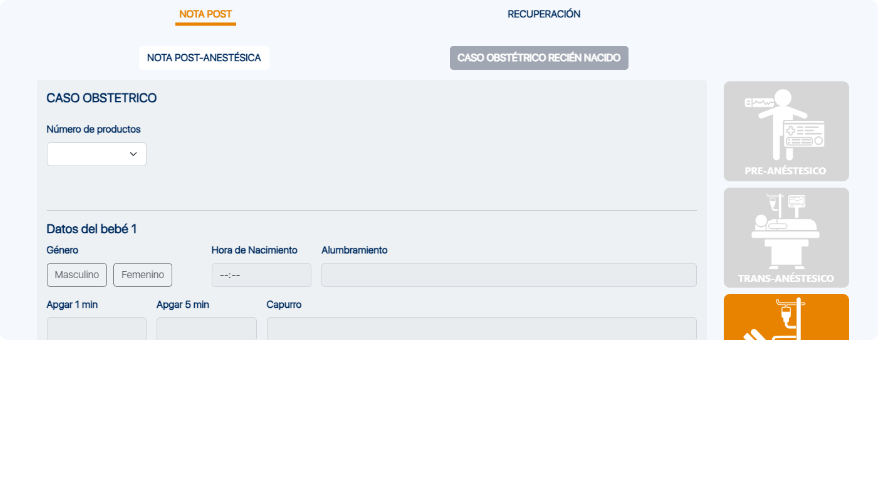 NOTA POST
RECUPERACIÓN
NOTA POST-ANESTÉSICA
CASO OBSTÉTRICO RECIÉN NACIDO
CASO OBSTETRICO
Número de productos
Datos del bebé 1
Género
Hora de Nacimiento
Alumbramiento
Masculino
Femenino
--:--
Apgar 1 min
Apgar 5 min
Capurro
PRE-ANÉSTESICO
TRANS-ANÉSTESICO